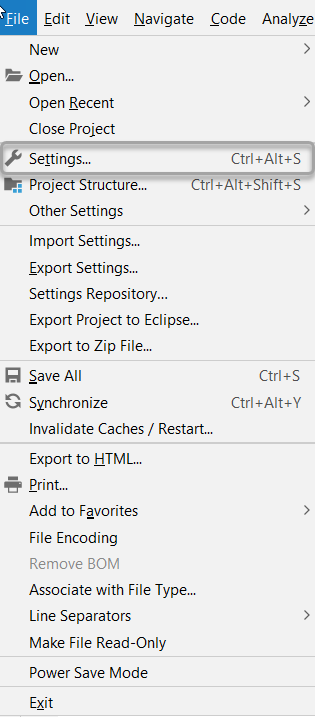 File Edit View Navigate Code Analyze
New
Open...
Open Recent
Close Project
Settings... Ctrl+Alt+S
Project Structure... Ctrl+Alt+Shift+S
Other Settings
Import Settings...
Export Settings...
Settings Repository...
Export Project to Eclipse...
Export to Zip File...
Save All Ctrl+S
Synchronize Ctrl+Alt+Y
Invalidate Caches / Restart...
Export to HTML...
Print...
Add to Favorites
File Encoding
Remove BOM
Associate with File Type...
Line Separators
Make File Read-Only
Power Save Mode
Exit